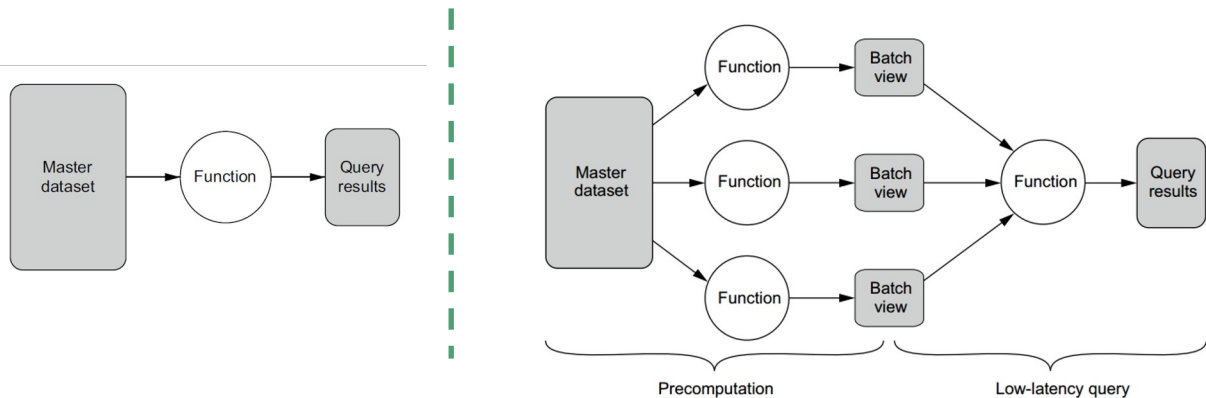 Master
dataset
Function
Query
results
Master
dataset
Function
Batch
view
Function
Batch
view
Function
Batch
view
Function
Query
results
Precomputation
Low-latency query